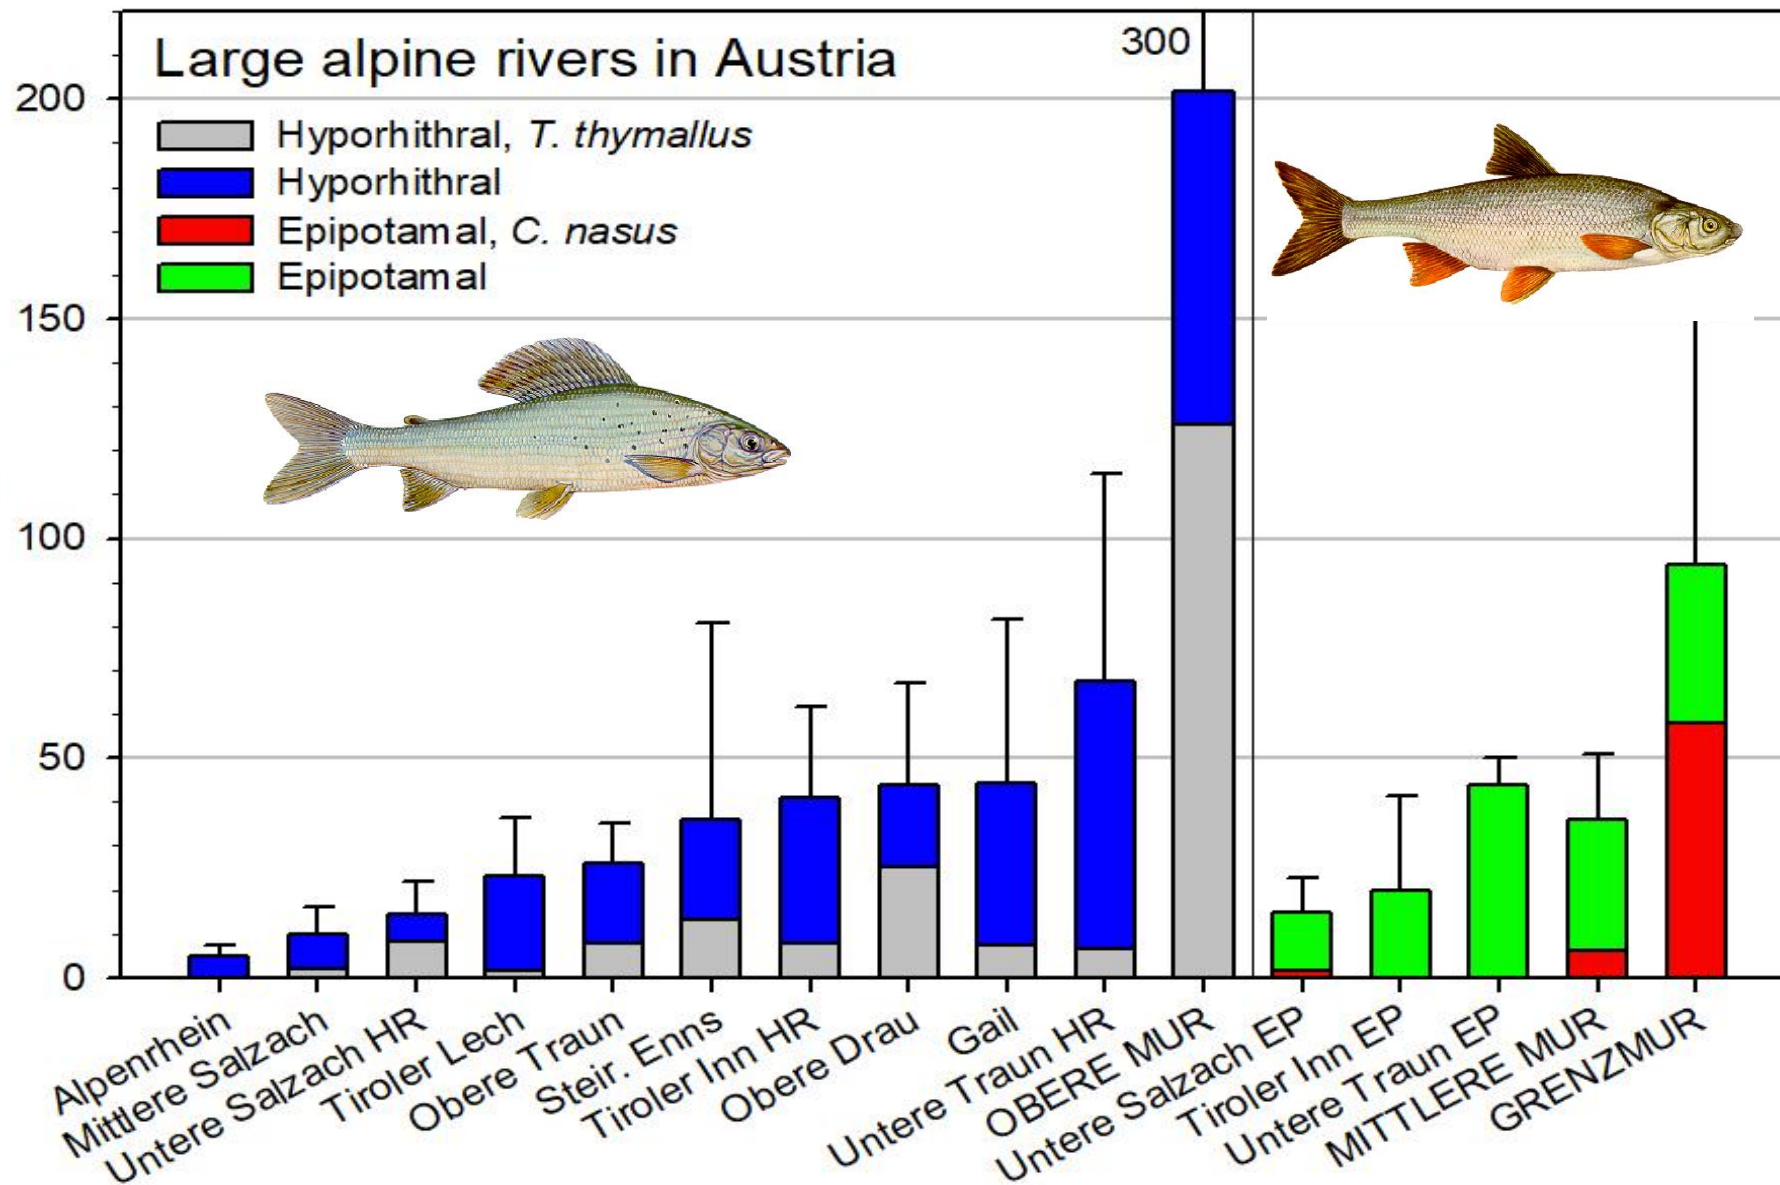 Large alpine rivers in Austria
300
Hyporhithral, T. thymallus
Hyporhithral
Epipotamal, C. nasus
Epipotamal
200
150
100
50
0
Alpenrhein
Mittlere Salzach
Untere Salzach HR
Tiroler Lech
Obere Traun
Steir. Enns
Tiroler Inn HR
Obere Drau
Gail
Untere Traun HR
OBERE MUR
Untere Salzach EP
Tiroler Inn EP
Untere Traun EP
MITTLERE MUR
GRENZMUR